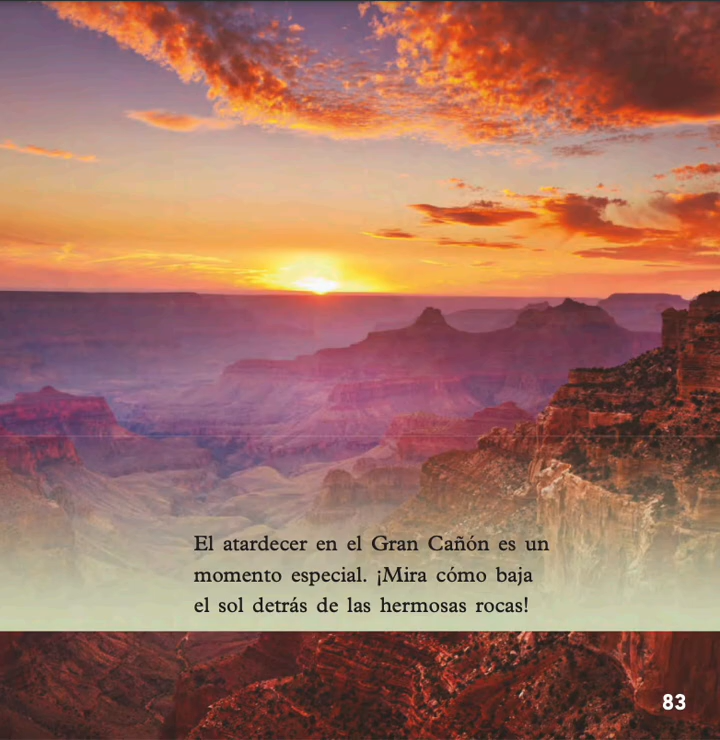 El atardecer en el Gran Cañón es un
momento especial. ¡Mira cómo baja
el sol detrás de las hermosas rocas!
83